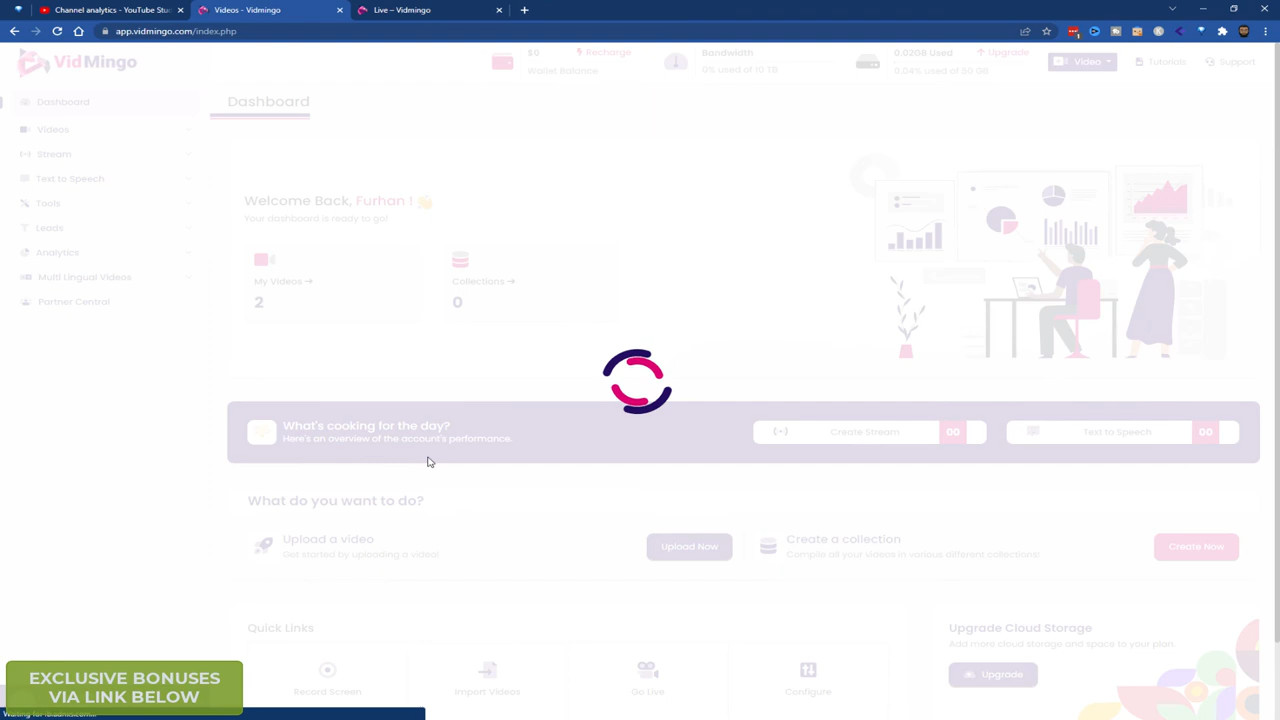 Channel analytics - YouTube Stu
Videos - Vidmingo
Live – Vidmingo
app.vidmingo.com/index.php
VidMingo
$0
Recharge
Wallet Balance
Bandwidth
0% used of 10 TB
0.02GB Used
Upgrade
0.04% used of 50 GB
Video
Tutorials
Support
Dashboard
Videos
Stream
Text to Speech
Tools
Leads
Analytics
Multi Lingual Videos
Partner Central
Dashboard
Welcome Back, Furhan !
Your dashboard is ready to go!
My Videos
2
Collections
0
What's cooking for the day?
Here's an overview of the account's performance.
Create Stream
00
Text to Speech
00
What do you want to do?
Upload a video
Get started by uploading a video!
Upload Now
Create a collection
Compile all your videos in various different collections!
Create Now
Quick Links
Record Screen
Import Videos
Go Live
Configure
Upgrade Cloud Storage
Add more cloud storage and space to your plan.
Upgrade
EXCLUSIVE BONUSES
VIA LINK BELOW